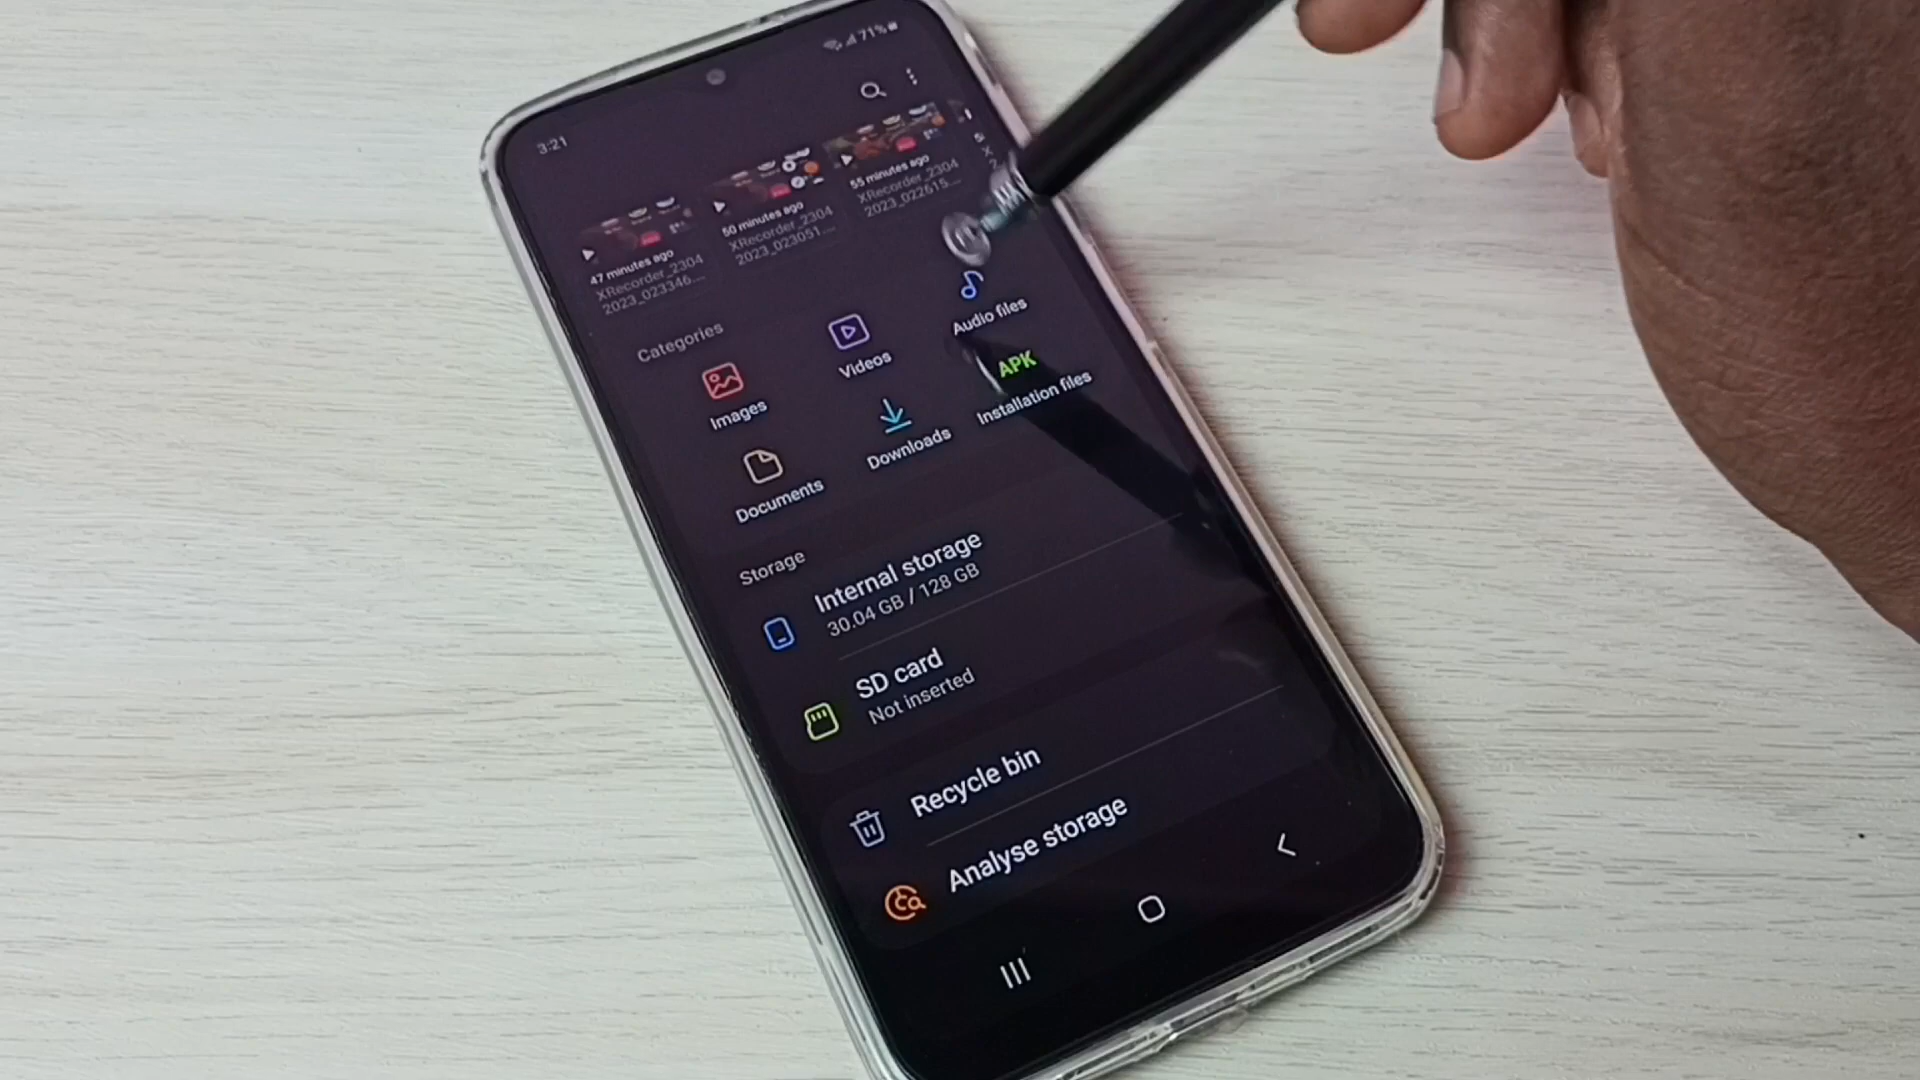 3:21
71%
47 minutes ago
XRecorder_2304
2023_023346....
50 minutes ago
XRecorder_2304
2023_023051....
55 minutes ago
XRecorder_2304
2023_022615....
Categories
Images
Videos
Audio files
Documents
Downloads
APK
Installation files
Storage
Internal storage
30.04 GB / 128 GB
SD card
Not inserted
Recycle bin
Analyse storage